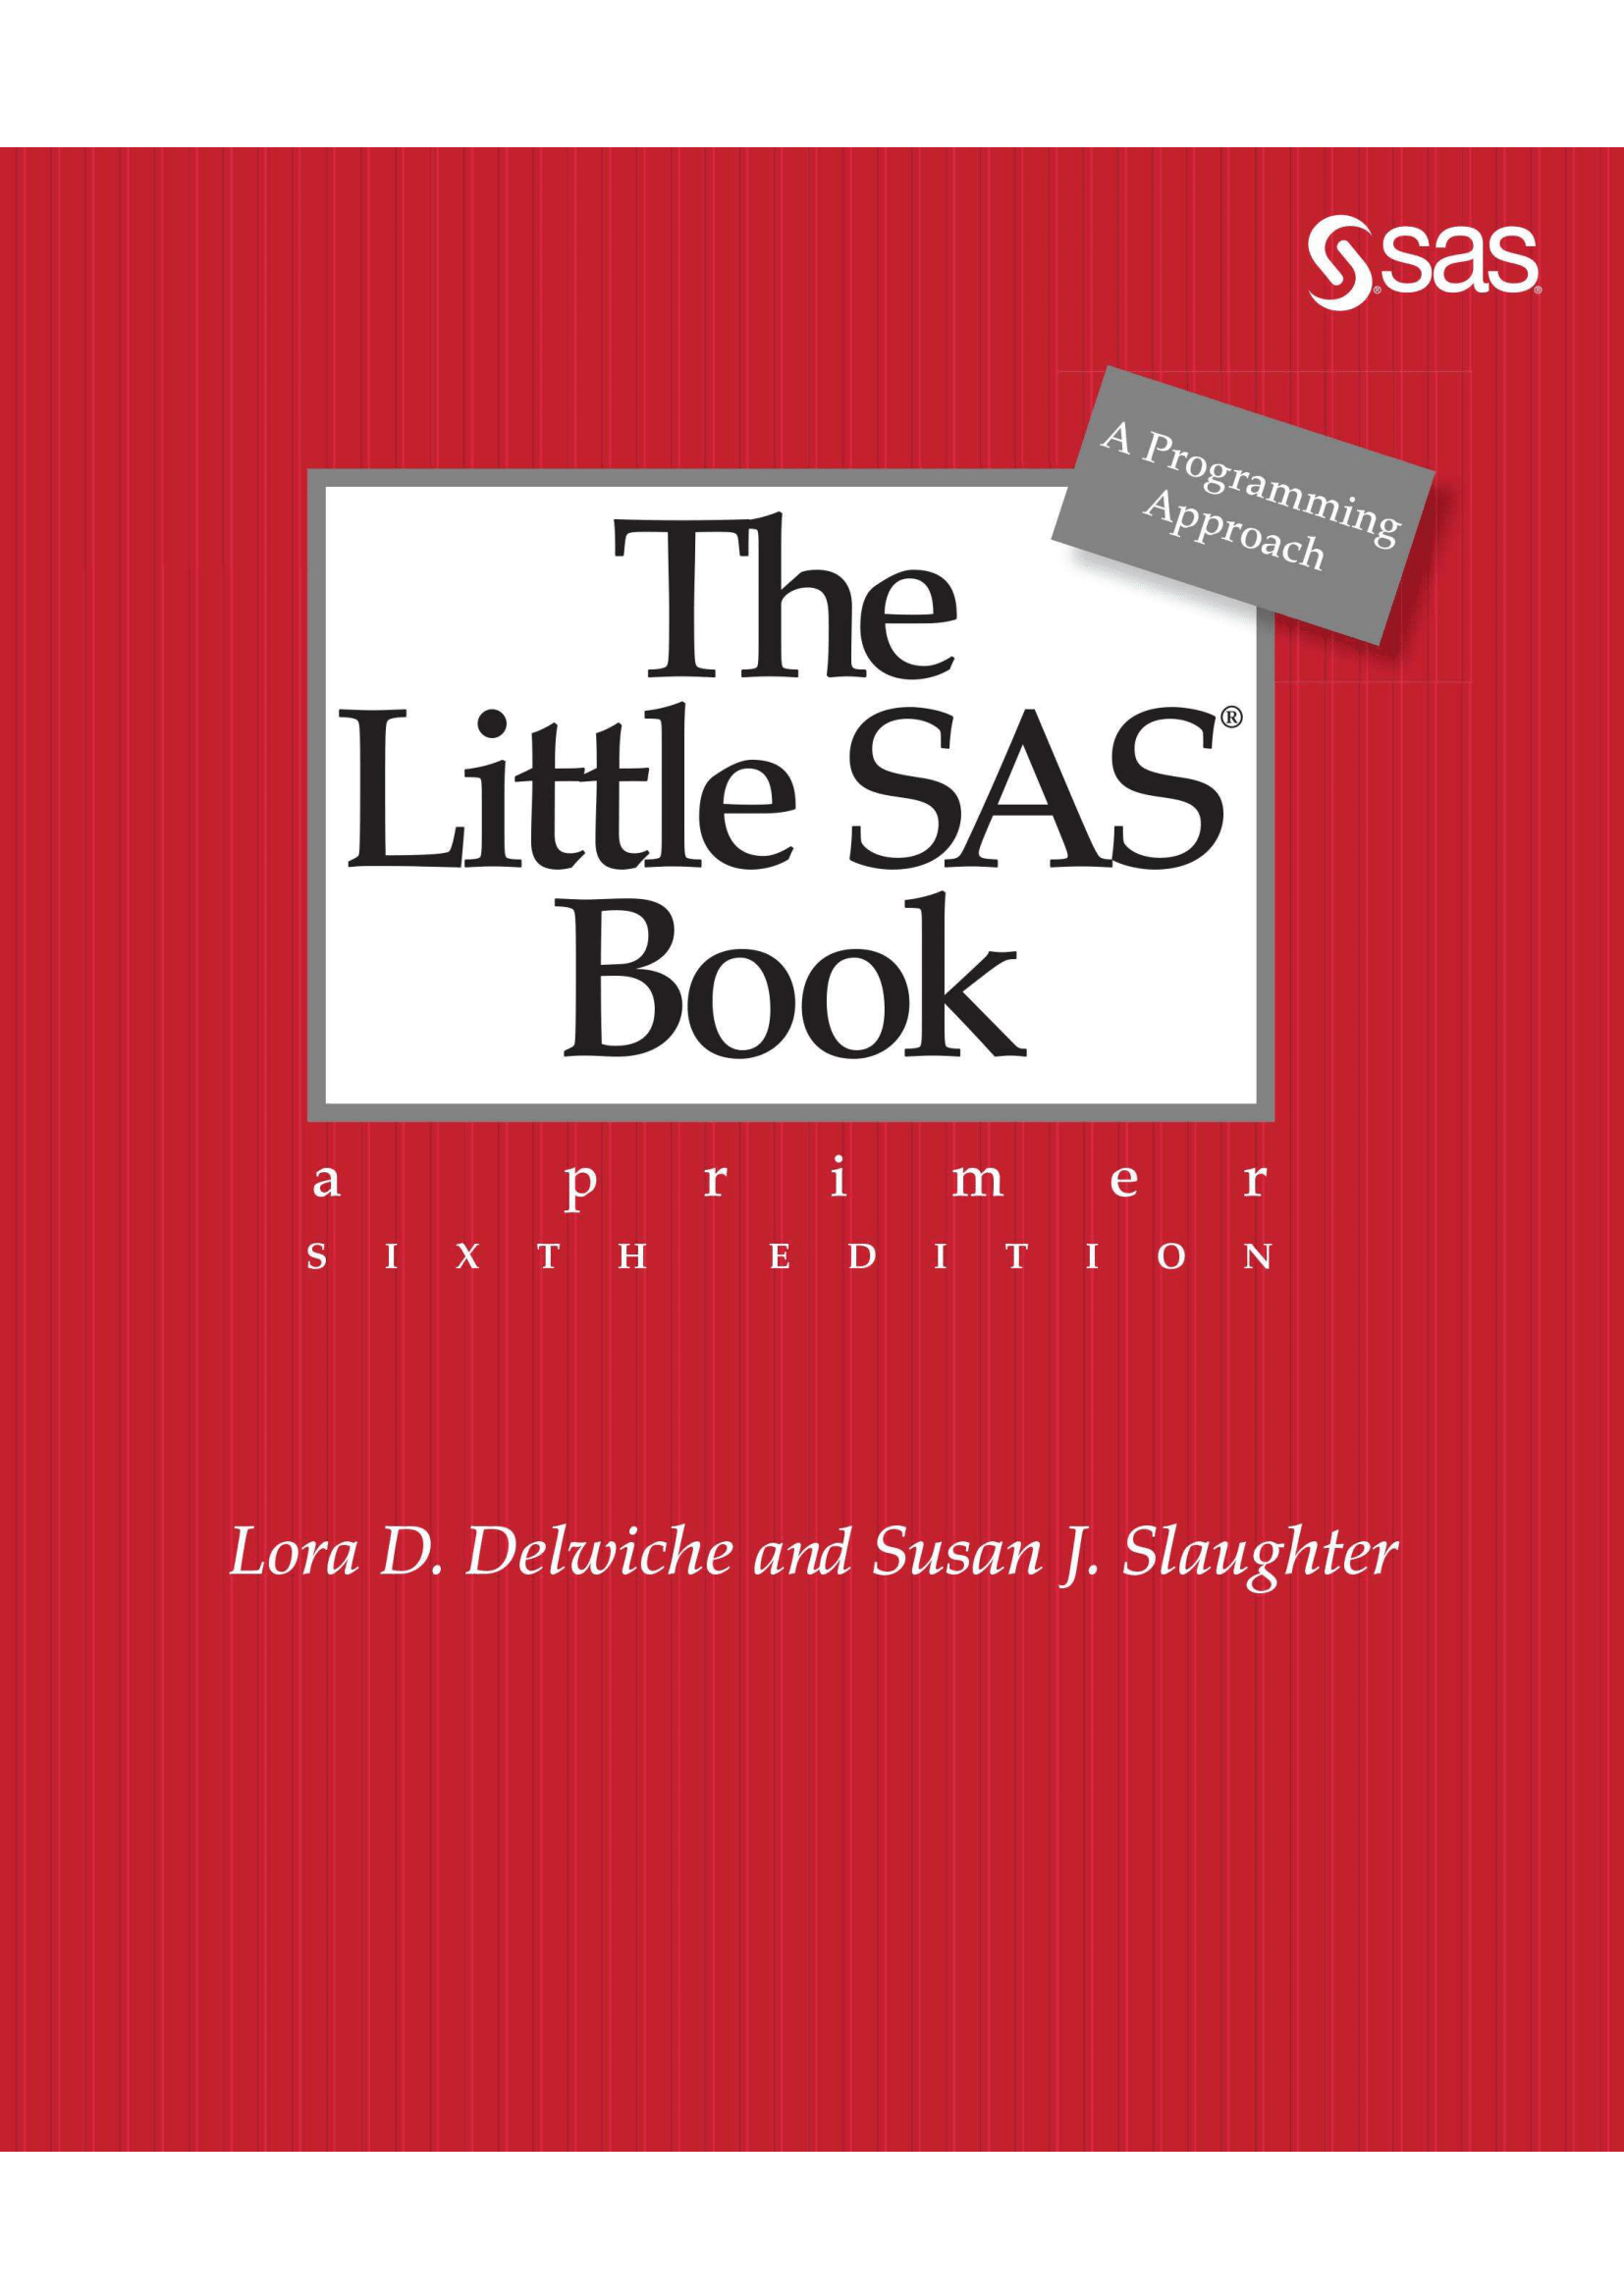 sas
A Programming
Approach
The
Little SAS®
Book
a primer
SIXTH EDITION
Lora D. Delwiche and Susan J. Slaughter